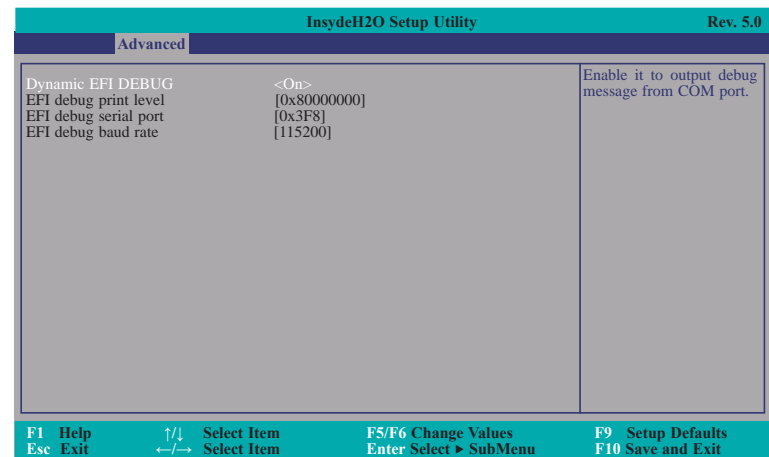 InsydeH2O Setup Utility Rev. 5.0
Advanced
Dynamic EFI DEBUG <On>
EFI debug print level [0x80000000]
EFI debug serial port [0x3F8]
EFI debug baud rate [115200]
Enable it to output debug
message from COM port.
F1 Help ↑/↓ Select Item F5/F6 Change Values F9 Setup Defaults
Esc Exit ←/→ Select Item Enter Select ▶ SubMenu F10 Save and Exit